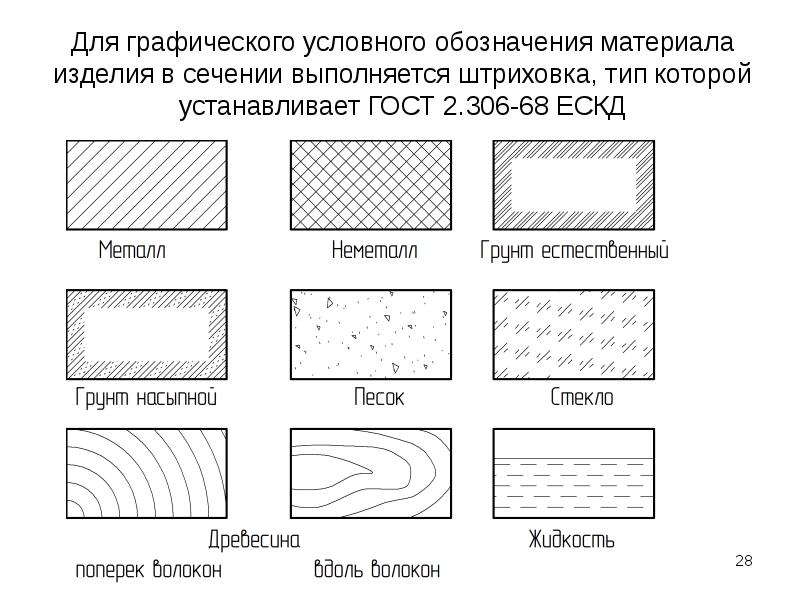 Для графического условного обозначения материала
изделия в сечении выполняется штриховка, тип которой
устанавливает ГОСТ 2.306-68 ЕСКД
Металл
Неметалл
Грунт естественный
Грунт насыпной
Песок
Стекло
Древесина
Жидкость
поперек волокон
вдоль волокон
28